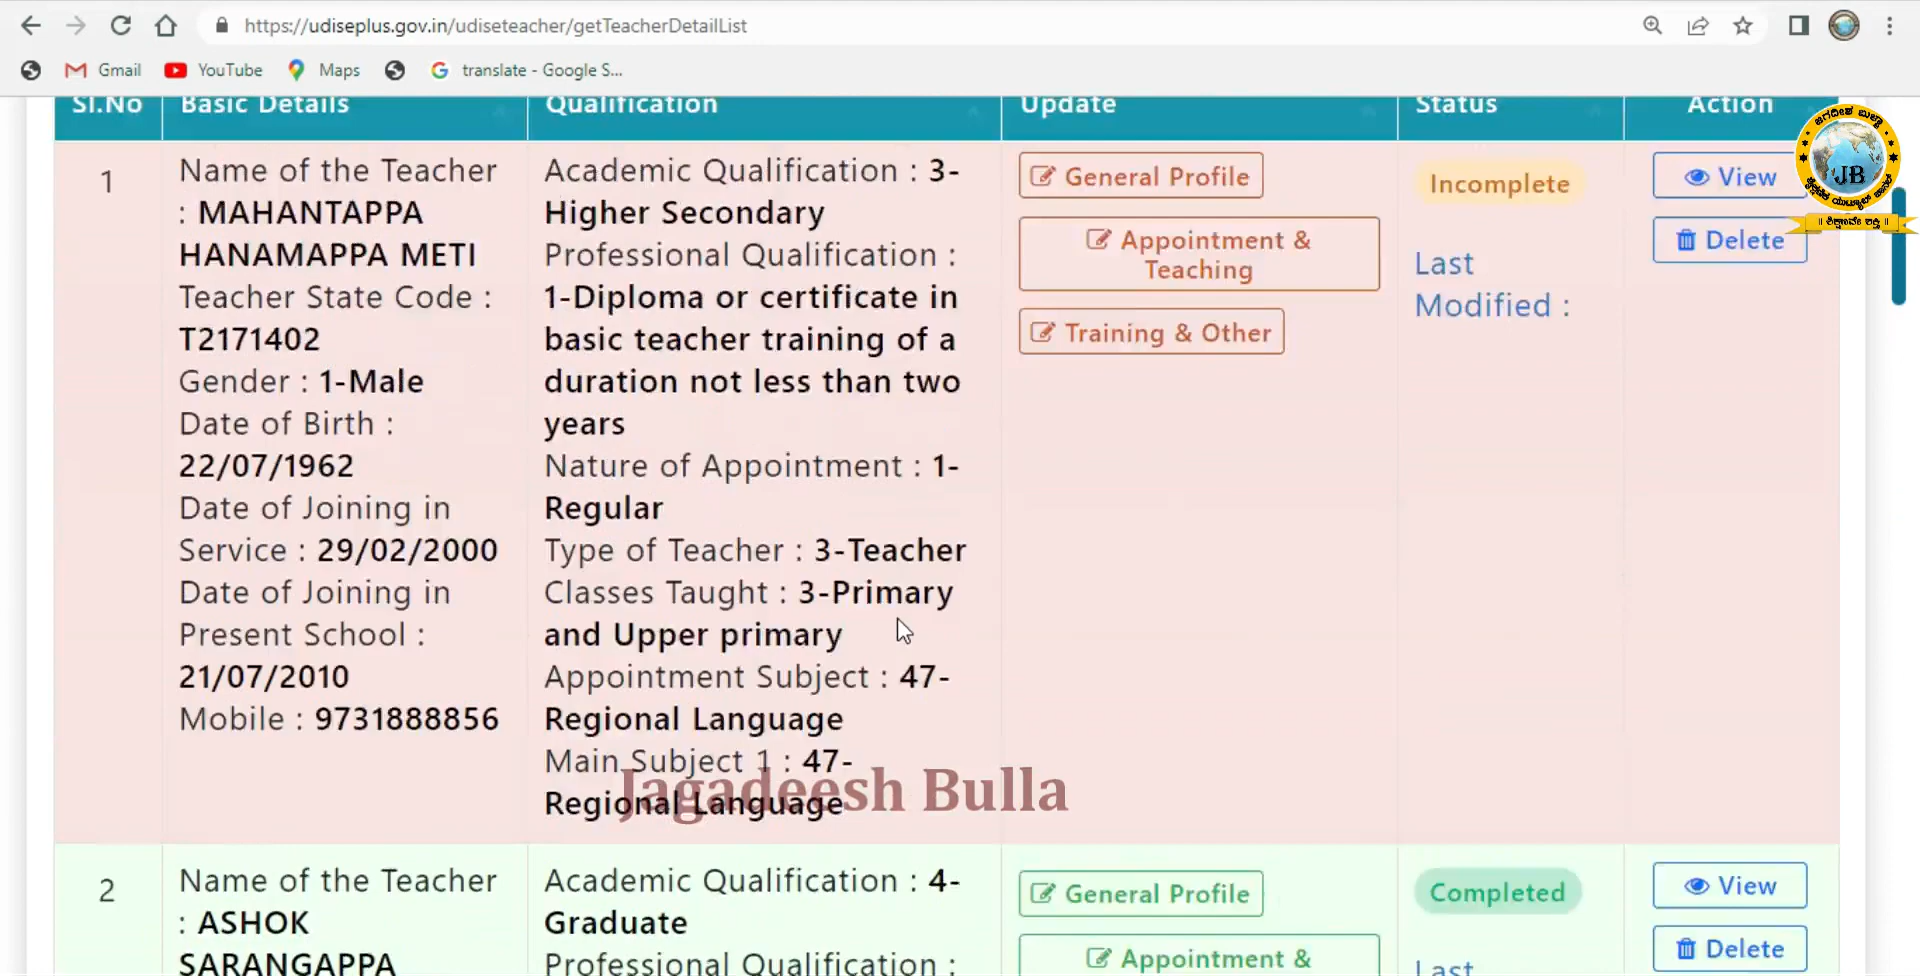 https://udiseplus.gov.in/udiseteacher/getTeacherDetailList
Gmail
YouTube
Maps
translate - Google S...
Sl.No
Basic Details
Qualification
Update
Status
Action
1
Name of the Teacher
: MAHANTAPPA
HANAMAPPA METI
Teacher State Code :
T2171402
Gender : 1-Male
Date of Birth :
22/07/1962
Date of Joining in
Service : 29/02/2000
Date of Joining in
Present School :
21/07/2010
Mobile : 9731888856
Academic Qualification : 3-
Higher Secondary
Professional Qualification :
1-Diploma or certificate in
basic teacher training of a
duration not less than two
years
Nature of Appointment : 1-
Regular
Type of Teacher : 3-Teacher
Classes Taught : 3-Primary
and Upper primary
Appointment Subject : 47-
Regional Language
Main Subject 1 : 47-
Regional Language
General Profile
Appointment &
Teaching
Training & Other
Incomplete
Last
Modified :
View
Delete
JB
Jagadeesh Bulla
2
Name of the Teacher
: ASHOK
SARANGAPPA
Academic Qualification : 4-
Graduate
Professional Qualification :
General Profile
Appointment &
Completed
Last
View
Delete